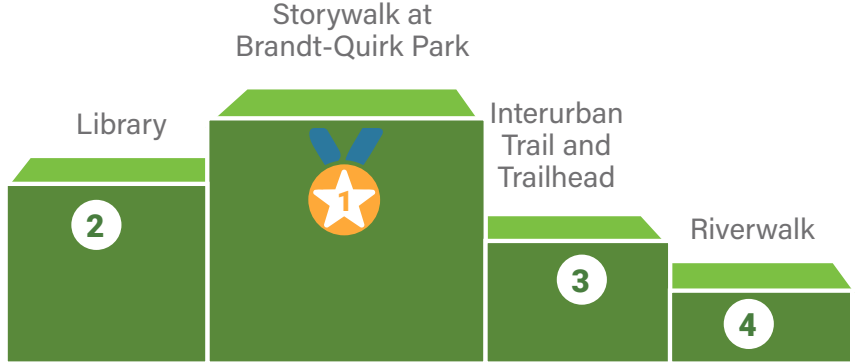 Storywalk at
Brandt-Quirk Park
Library
Interurban
Trail and
Trailhead
Riverwalk
1
2
3
4